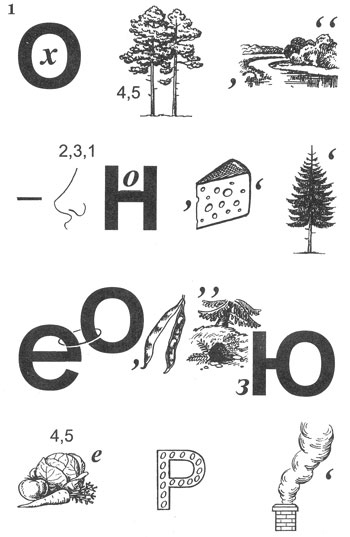 1
О х ‘‘
4,5 ,
2,3,1 о ‘
– Н , ‘
е о , ’’ з Ю
4,5 е
Р ‘